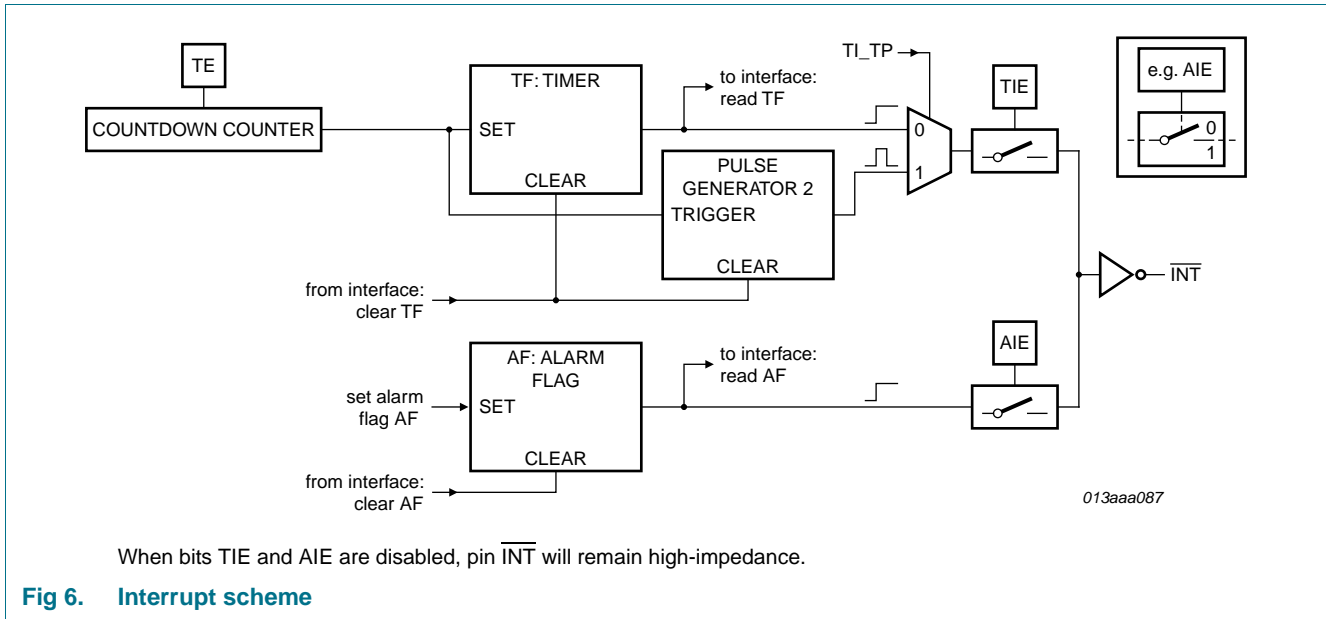 TE
COUNTDOWN COUNTER
TF: TIMER
SET
CLEAR
to interface:
read TF
PULSE
GENERATOR 2
TRIGGER
CLEAR
from interface:
clear TF
TI_TP
0
1
TIE
e.g. AIE
0
1
INT
set alarm
flag AF
AF: ALARM
FLAG
SET
CLEAR
to interface:
read AF
from interface:
clear AF
AIE
013aaa087
When bits TIE and AIE are disabled, pin INT will remain high-impedance.
Fig 6. Interrupt scheme